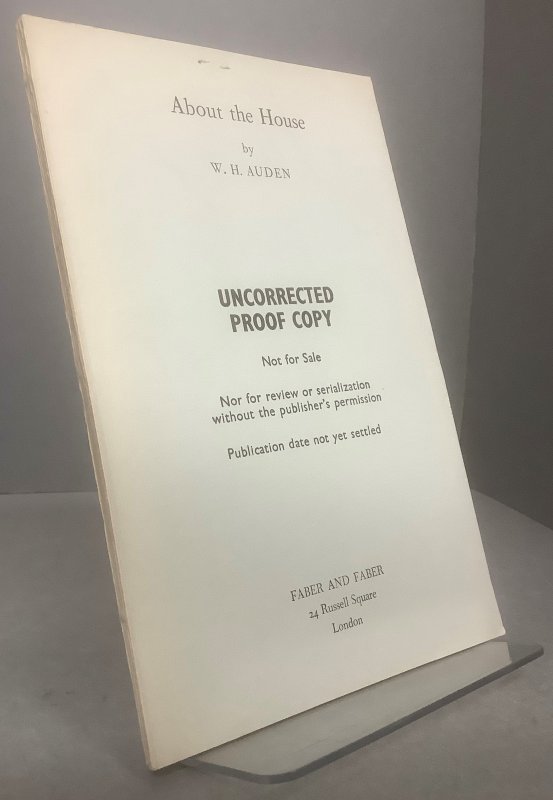 About the House
by
W. H. AUDEN
UNCORRECTED
PROOF COPY
Not for Sale
Nor for review or serialization
without the publisher's permission
Publication date not yet settled
FABER AND FABER
24 Russell Square
London